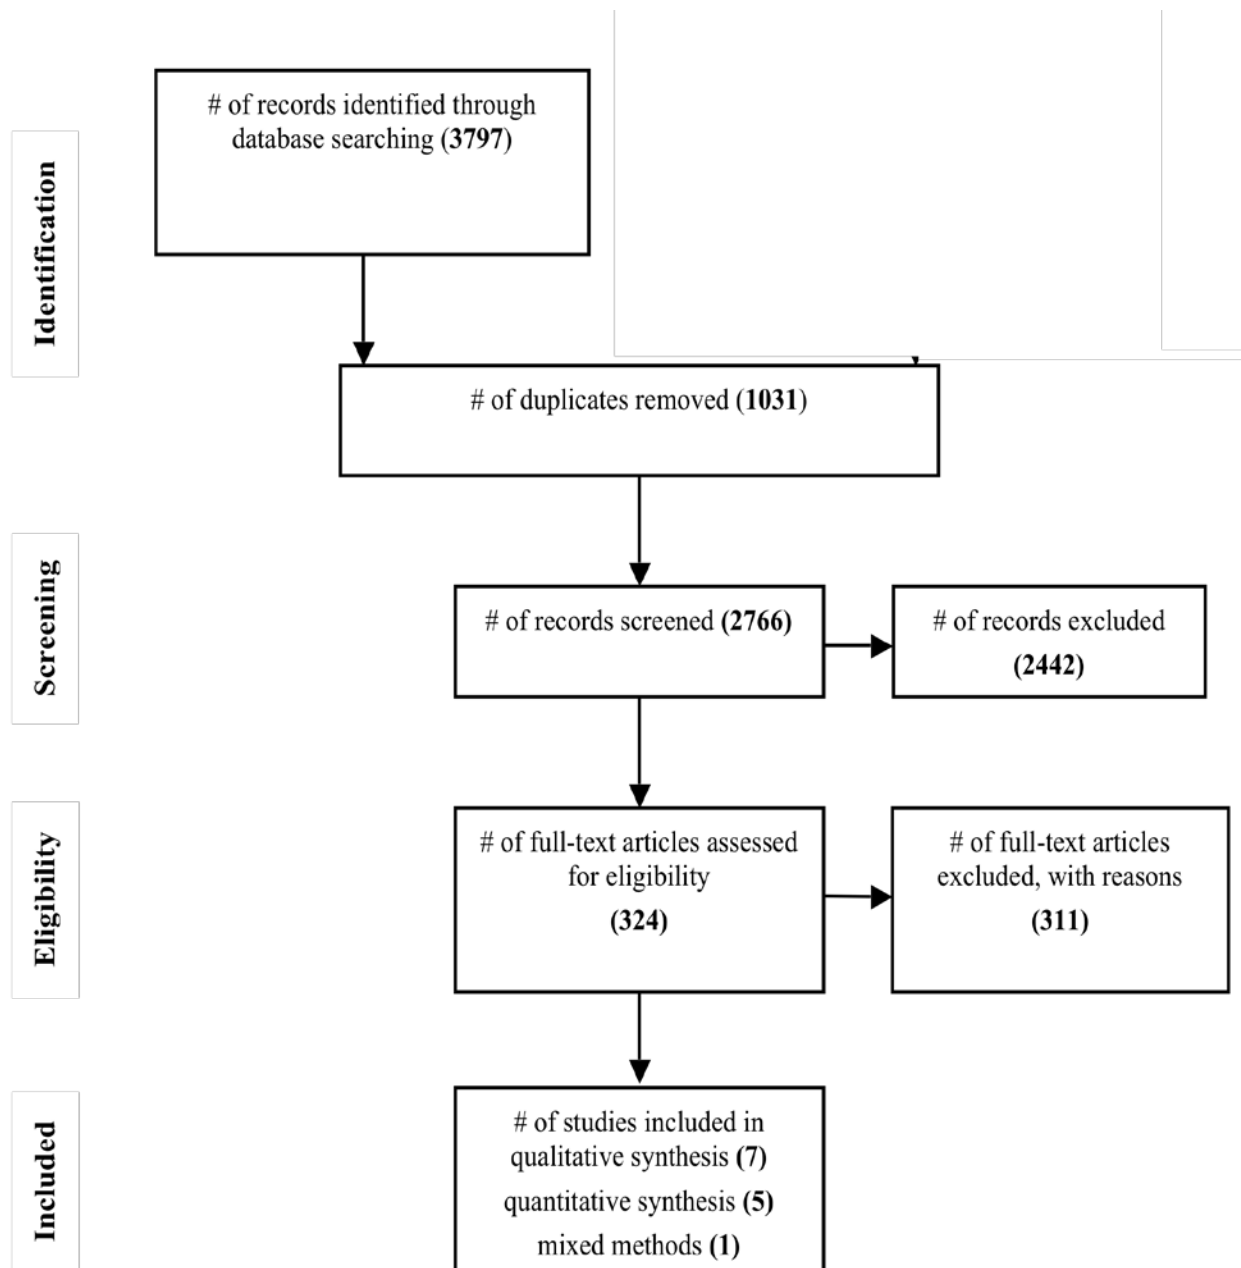 Identification
# of records identified through
database searching (3797)
# of duplicates removed (1031)
Screening
# of records screened (2766)
# of records excluded
(2442)
Eligibility
# of full-text articles assessed
for eligibility
(324)
# of full-text articles
excluded, with reasons
(311)
Included
# of studies included in
qualitative synthesis (7)
quantitative synthesis (5)
mixed methods (1)